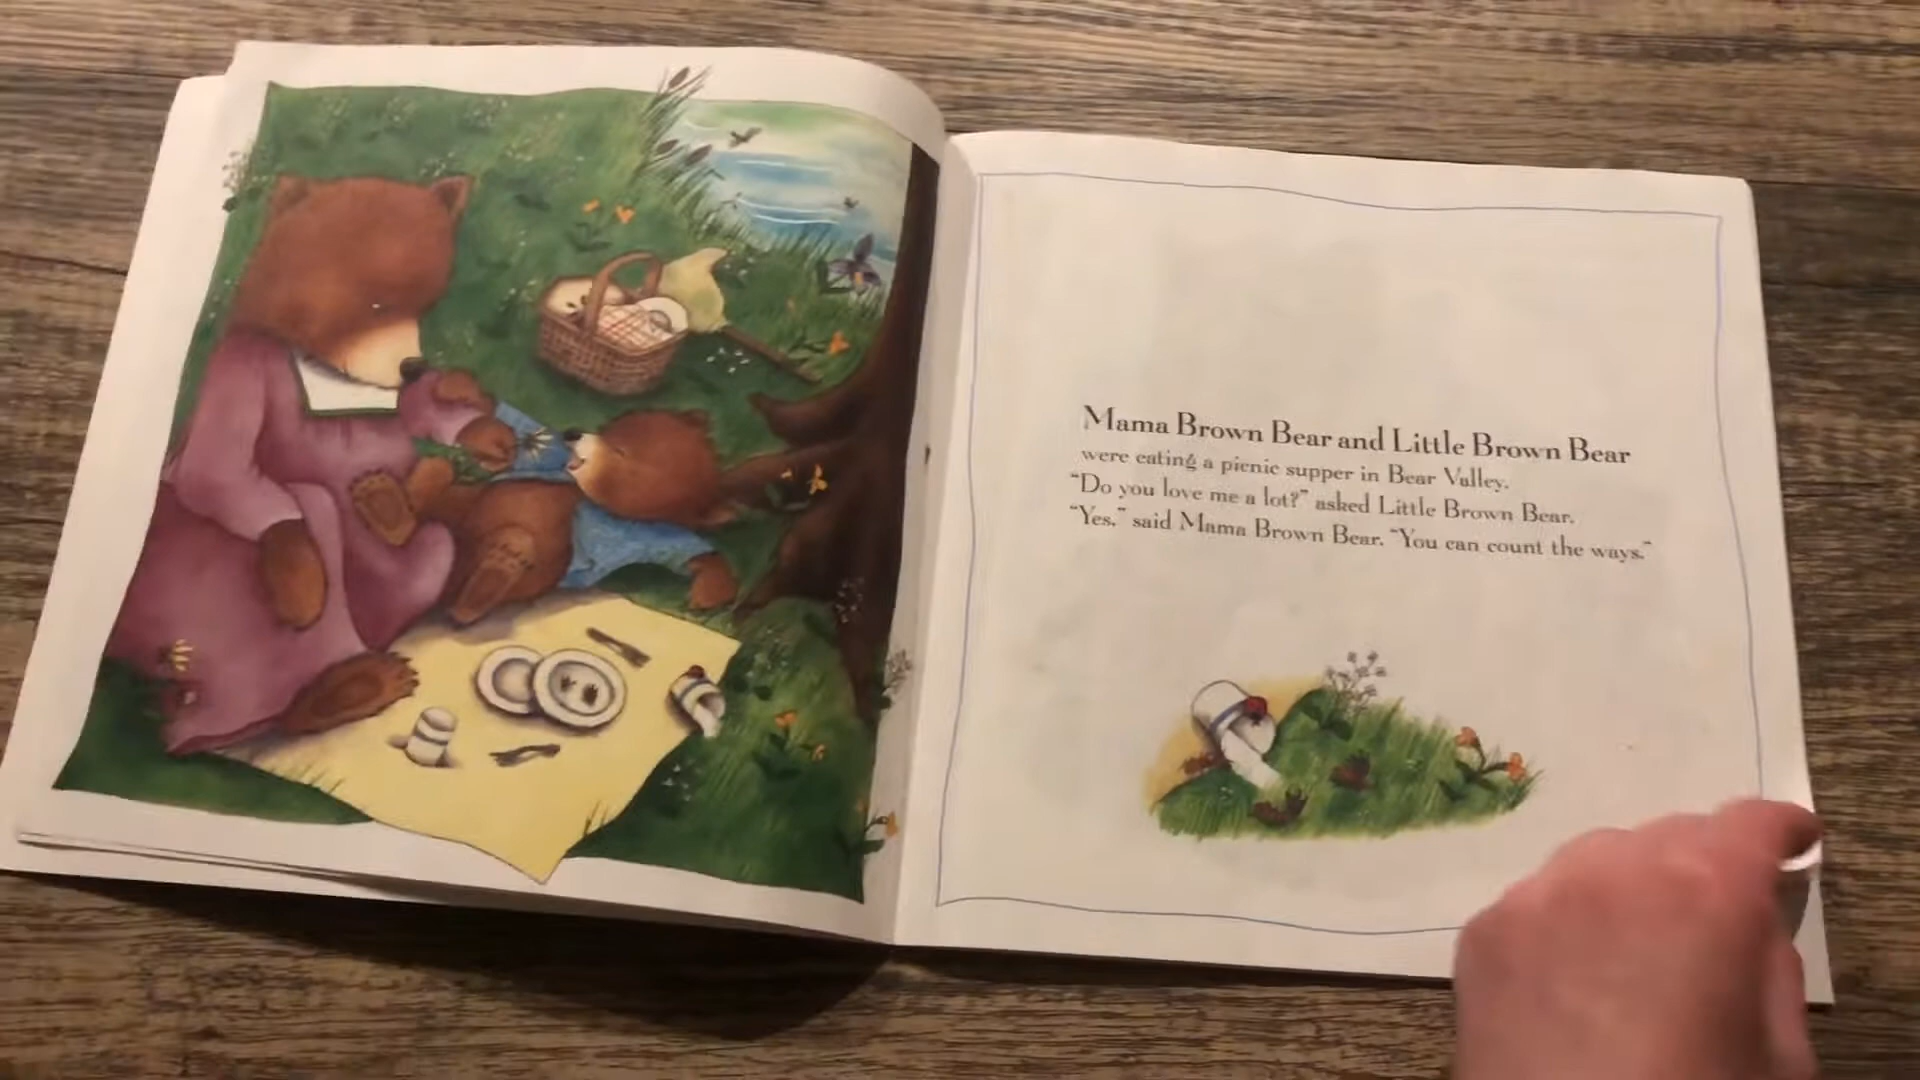 Mama Brown Bear and Little Brown Bear
were eating a picnic supper in Bear Valley.
“Do you love me a lot?” asked Little Brown Bear.
“Yes,” said Mama Brown Bear. “You can count the ways.”